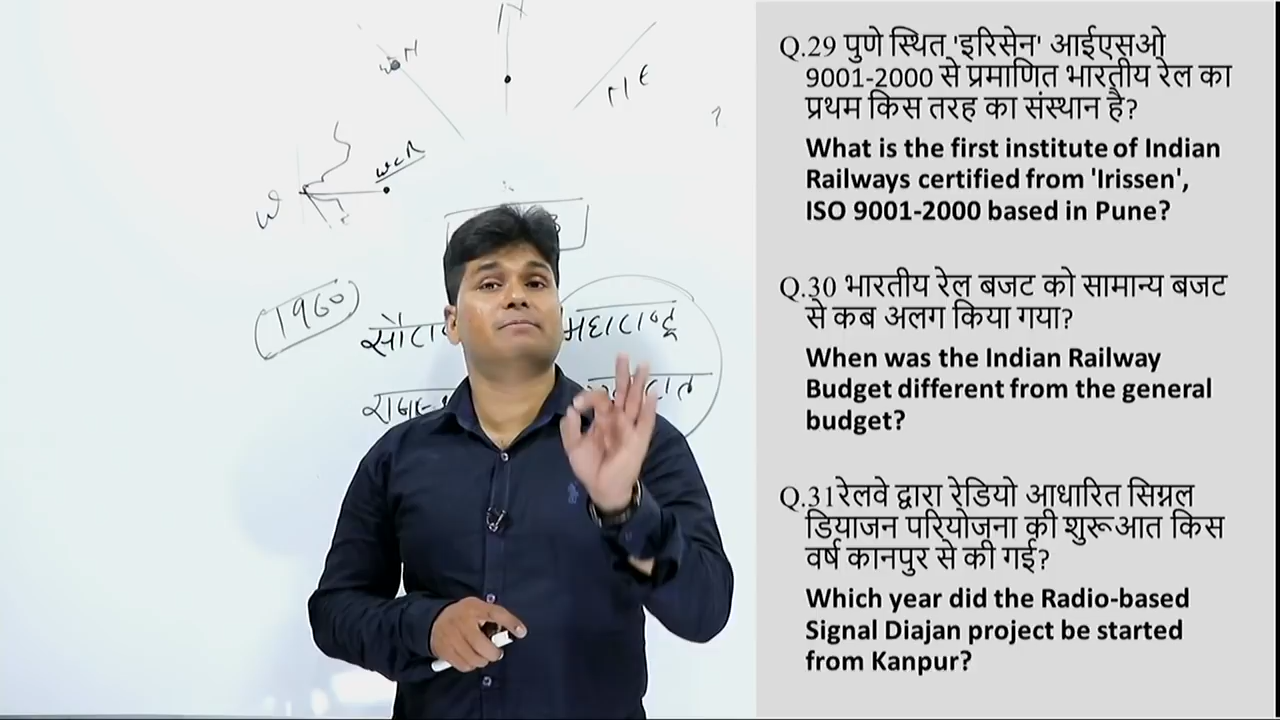 N
N E
W
WCR
1960
सौरा
महाराष्ट्र
राज
Q.29 पुणे स्थित 'इरिसेन' आईएसओ
9001-2000 से प्रमाणित भारतीय रेल का
प्रथम किस तरह का संस्थान है?
What is the first institute of Indian
Railways certified from 'Irissen',
ISO 9001-2000 based in Pune?
Q.30 भारतीय रेल बजट को सामान्य बजट
से कब अलग किया गया?
When was the Indian Railway
Budget different from the general
budget?
Q.31रेलवे द्वारा रेडियो आधारित सिग्नल
डियाजन परियोजना की शुरूआत किस
वर्ष कानपुर से की गई?
Which year did the Radio-based
Signal Diajan project be started
from Kanpur?